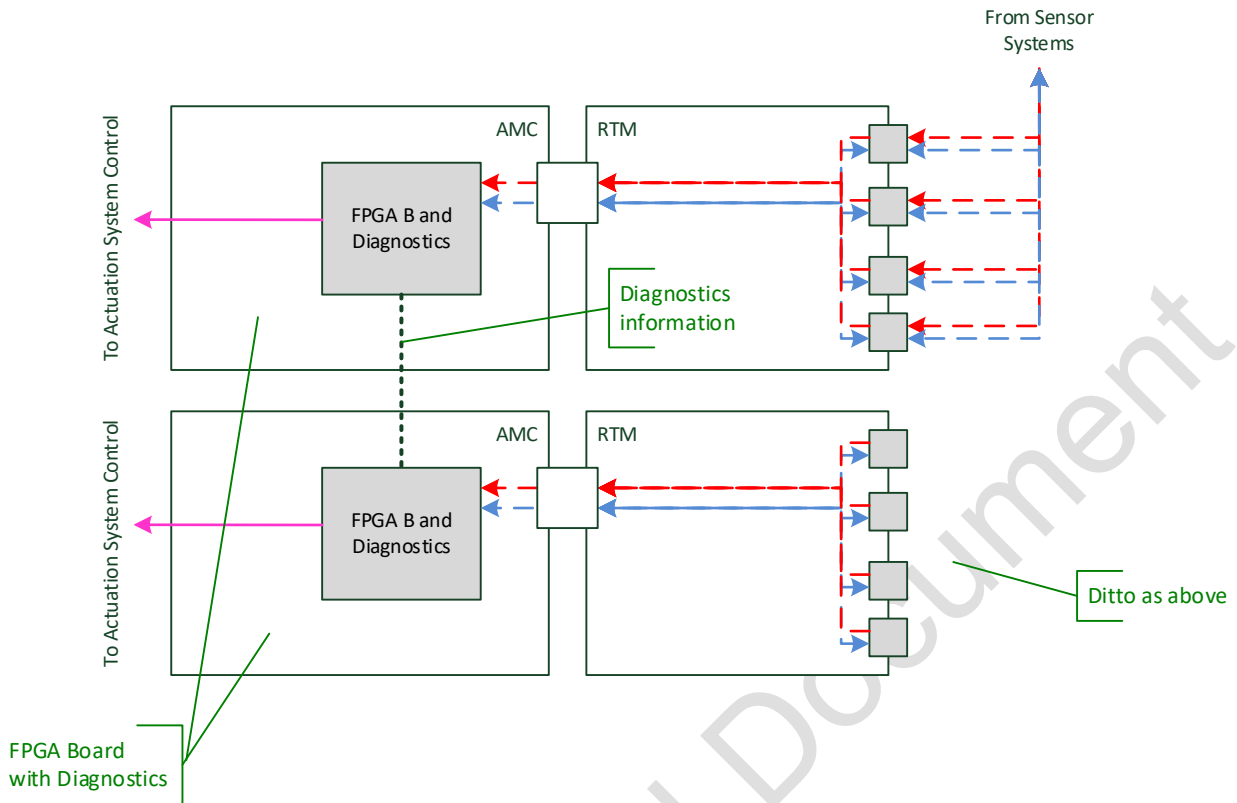 From Sensor
Systems
To Actuation System Control
AMC
RTM
FPGA B and
Diagnostics
Diagnostics
information
To Actuation System Control
AMC
RTM
FPGA B and
Diagnostics
Ditto as above
FPGA Board
with Diagnostics
Document